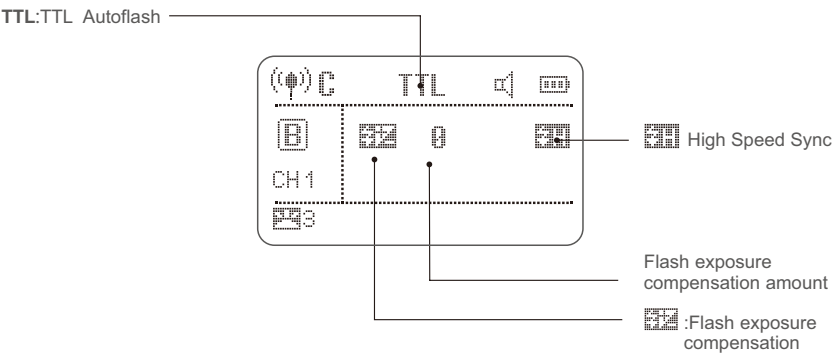 TTL:TTL Autoflash
C TTL
B 0 H High Speed Sync
CH 1
3
Flash exposure
compensation amount
:Flash exposure
compensation